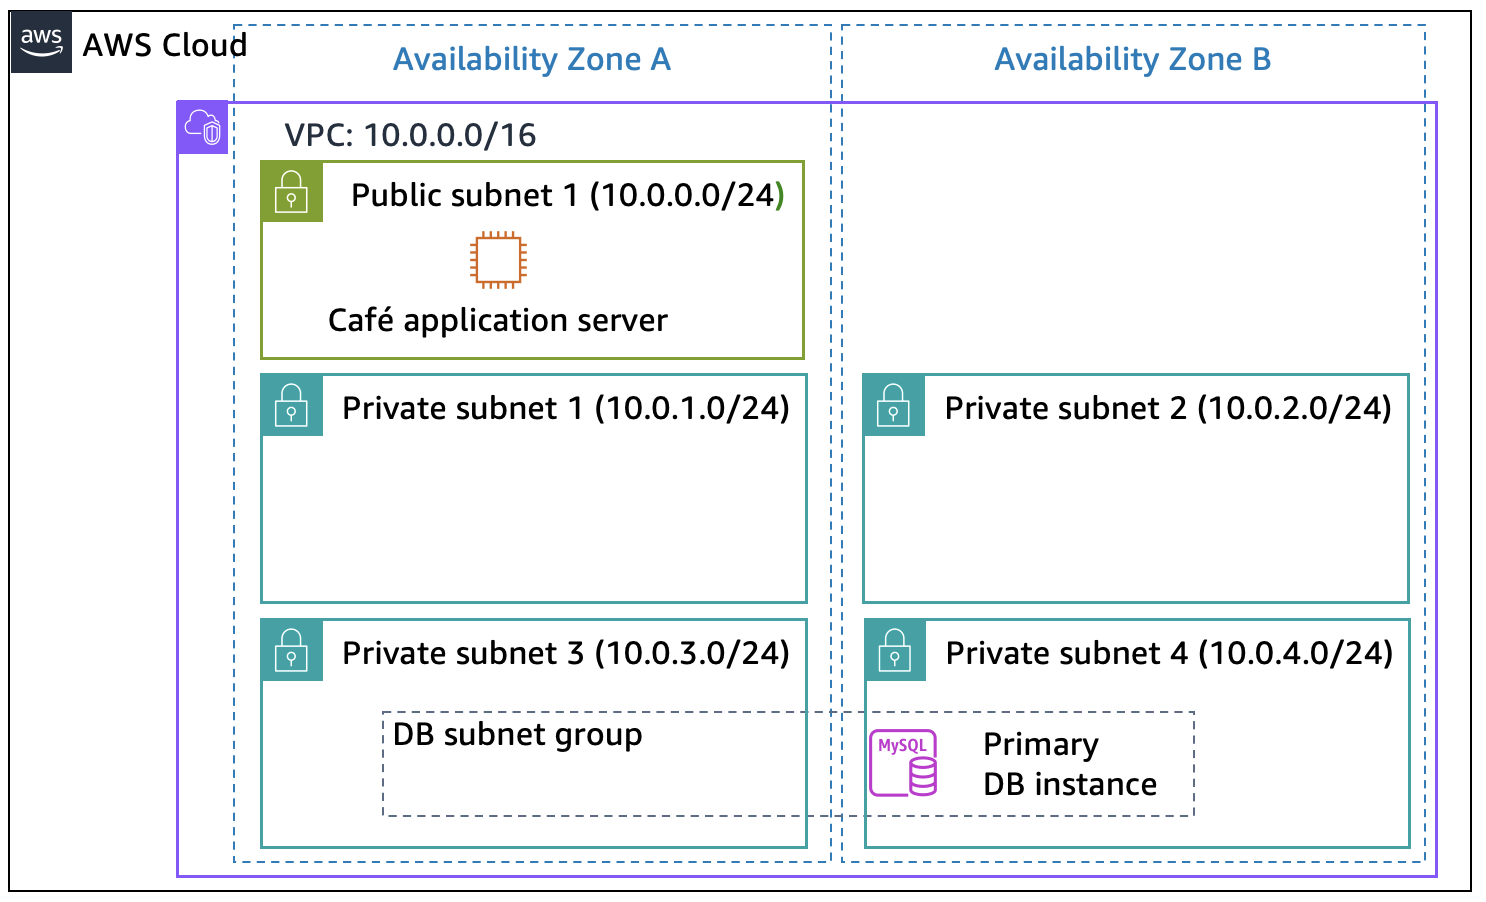 aws
AWS Cloud
Availability Zone A
Availability Zone B
VPC: 10.0.0.0/16
Public subnet 1 (10.0.0.0/24)
Café application server
Private subnet 1 (10.0.1.0/24)
Private subnet 2 (10.0.2.0/24)
Private subnet 3 (10.0.3.0/24)
Private subnet 4 (10.0.4.0/24)
DB subnet group
MySQL
Primary
DB instance